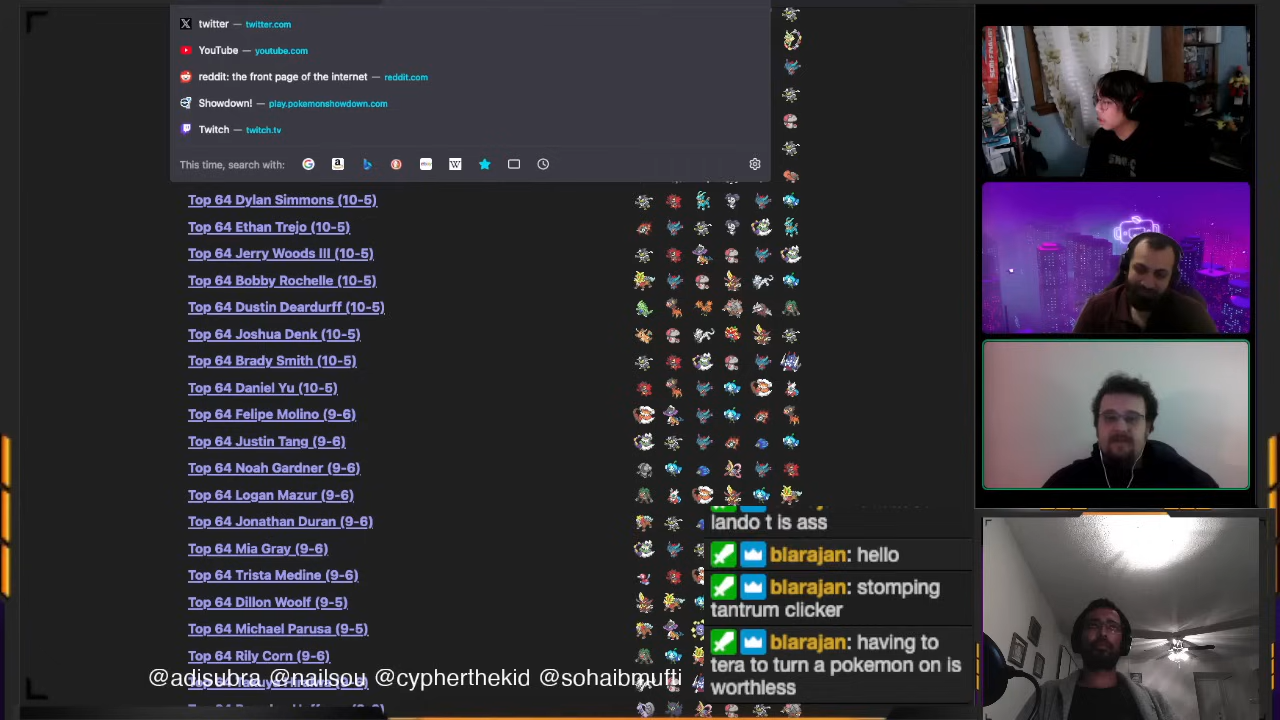 twitter — twitter.com
YouTube — youtube.com
reddit: the front page of the internet — reddit.com
Showdown! — play.pokemonshowdown.com
Twitch — twitch.tv
This time, search with:
Top 64 Dylan Simmons (10-5)
Top 64 Ethan Trejo (10-5)
Top 64 Jerry Woods III (10-5)
Top 64 Bobby Rochelle (10-5)
Top 64 Dustin Deardurff (10-5)
Top 64 Joshua Denk (10-5)
Top 64 Brady Smith (10-5)
Top 64 Daniel Yu (10-5)
Top 64 Felipe Molino (9-6)
Top 64 Justin Tang (9-6)
Top 64 Noah Gardner (9-6)
Top 64 Logan Mazur (9-6)
Top 64 Jonathan Duran (9-6)
Top 64 Mia Gray (9-6)
Top 64 Trista Medine (9-6)
Top 64 Dillon Woolf (9-5)
Top 64 Michael Parusa (9-5)
Top 64 Rily Corn (9-6)
@adisubra @nailsou @cypherthekid @sohaibmufti
lando t is ass
blarajan: hello
blarajan: stomping
tantrum clicker
blarajan: having to
tera to turn a pokemon on is
worthless